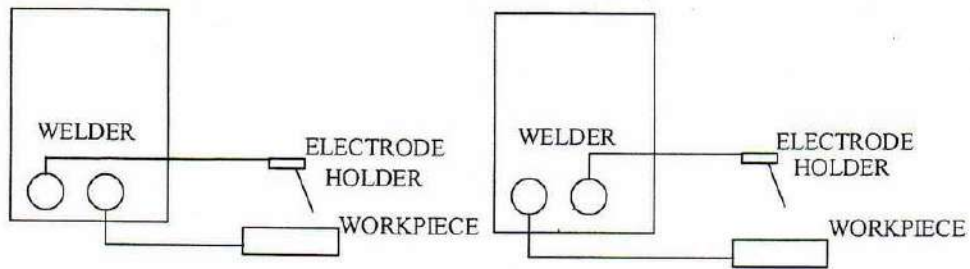 WELDER
ELECTRODE
HOLDER
WORKPIECE
WELDER
ELECTRODE
HOLDER
WORKPIECE